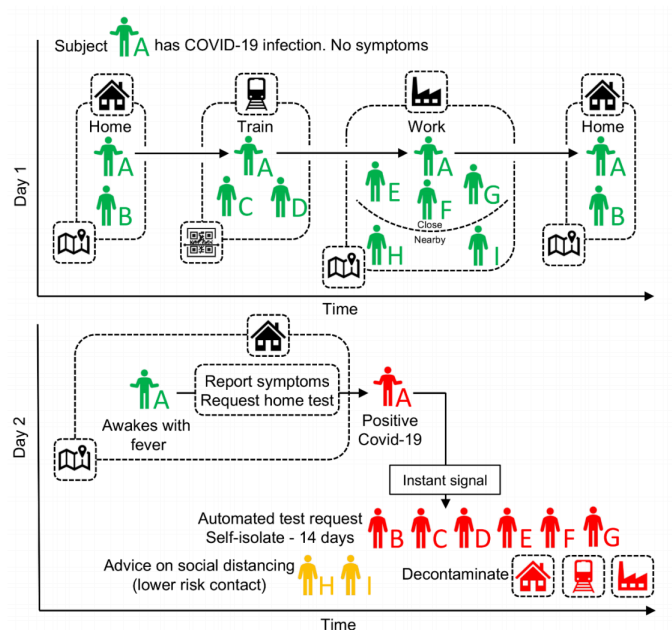 Subject A has COVID-19 infection. No symptoms
Home
Train
Work
Home
A
A
A
A
B
C
D
E
F
G
B
Close
Nearby
H
I
Day 1
Time
A
Report symptoms
Request home test
A
Awakes with
fever
Positive
Covid-19
Instant signal
Automated test request
Self-isolate - 14 days
B C D E F G
Advice on social distancing
(lower risk contact)
H I
Decontaminate
Day 2
Time